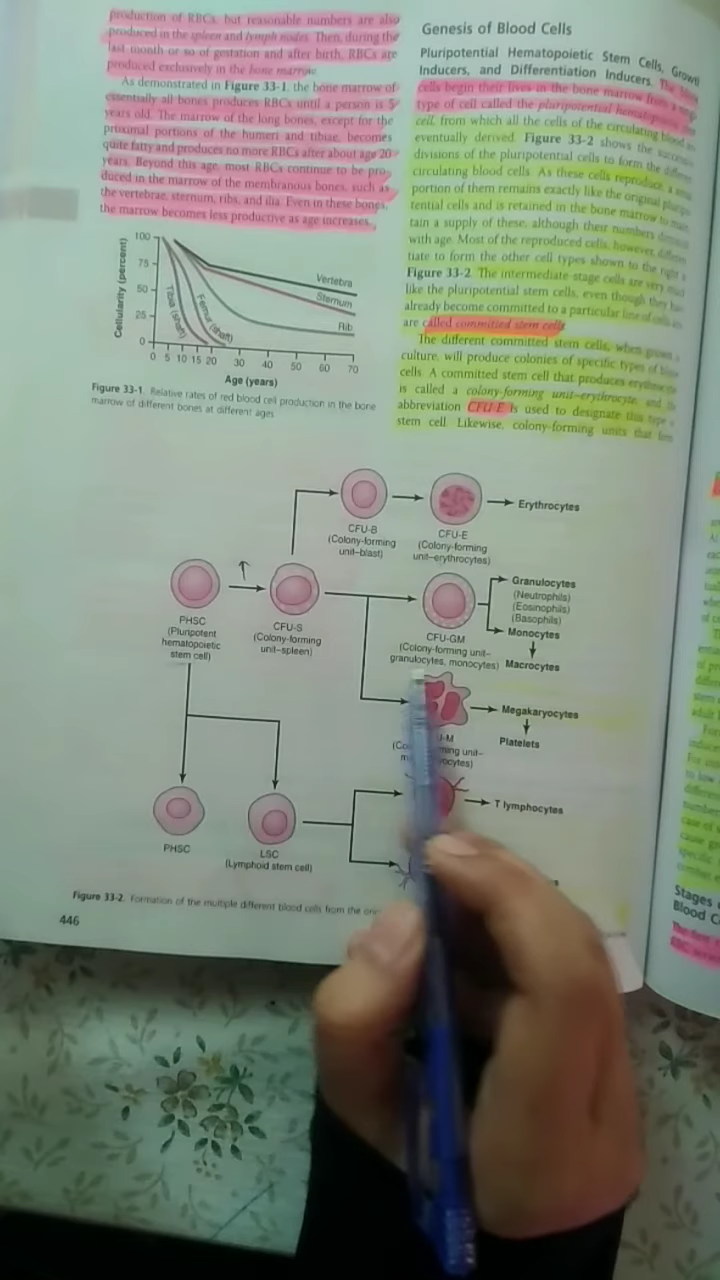 production of RBCs, but reasonable numbers are also
produced in the spleen and lymph nodes. Then, during the
last month or so of gestation and after birth, RBCs are
produced exclusively in the bone marrow.
As demonstrated in Figure 33-1, the bone marrow of
essentially all bones produces RBCs until a person is 5
years old. The marrow of the long bones, except for the
proximal portions of the humeri and tibiae, becomes
quite fatty and produces no more RBCs after about age 20
years. Beyond this age, most RBCs continue to be pro-
duced in the marrow of the membranous bones, such as
the vertebrae, sternum, ribs, and ilia. Even in these bones,
the marrow becomes less productive as age increases.
Cellularity (percent)
100
75
50
25
0
Tibia (shaft)
Femur (shaft)
Vertebra
Sternum
Rib
0 5 10 15 20 30 40 50 60 70
Age (years)
Figure 33-1. Relative rates of red blood cell production in the bone
marrow of different bones at different ages.
Genesis of Blood Cells
Pluripotential Hematopoietic Stem Cells, Growth
Inducers, and Differentiation Inducers. The
cells begin their lives in the bone marrow from a
type of cell called the pluripotential
cell, from which all the cells of the circulating blood
eventually derived. Figure 33-2 shows the
divisions of the pluripotential cells to form the
circulating blood cells. As these cells reproduce, a
portion of them remains exactly like the original
tential cells and is retained in the bone marrow to
tain a supply of these, although their numbers
with age. Most of the reproduced cells, however,
tiate to form the other cell types shown to the right
Figure 33-2. The intermediate-stage cells are very
like the pluripotential stem cells, even though they
already become committed to a particular line of cells
are called committed stem cells.
The different committed stem cells, when grown
culture, will produce colonies of specific types of
cells. A committed stem cell that produces
is called a colony-forming unit–erythrocyte, and
abbreviation CFU-E is used to designate this type
stem cell. Likewise, colony-forming units that
CFU-B
(Colony-forming
unit–blast)
CFU-E
(Colony-forming
unit–erythrocytes)
Erythrocytes
PHSC
(Pluripotent
hematopoietic
stem cell)
CFU-S
(Colony-forming
unit–spleen)
CFU-GM
(Colony-forming unit–
granulocytes, monocytes)
Granulocytes
(Neutrophils)
(Eosinophils)
(Basophils)
Monocytes
Macrocytes
Megakaryocytes
Platelets
T lymphocytes
PHSC
LSC
(Lymphoid stem cell)
Figure 33-2. Formation of the multiple different blood cells from the
446
Stages
Blood